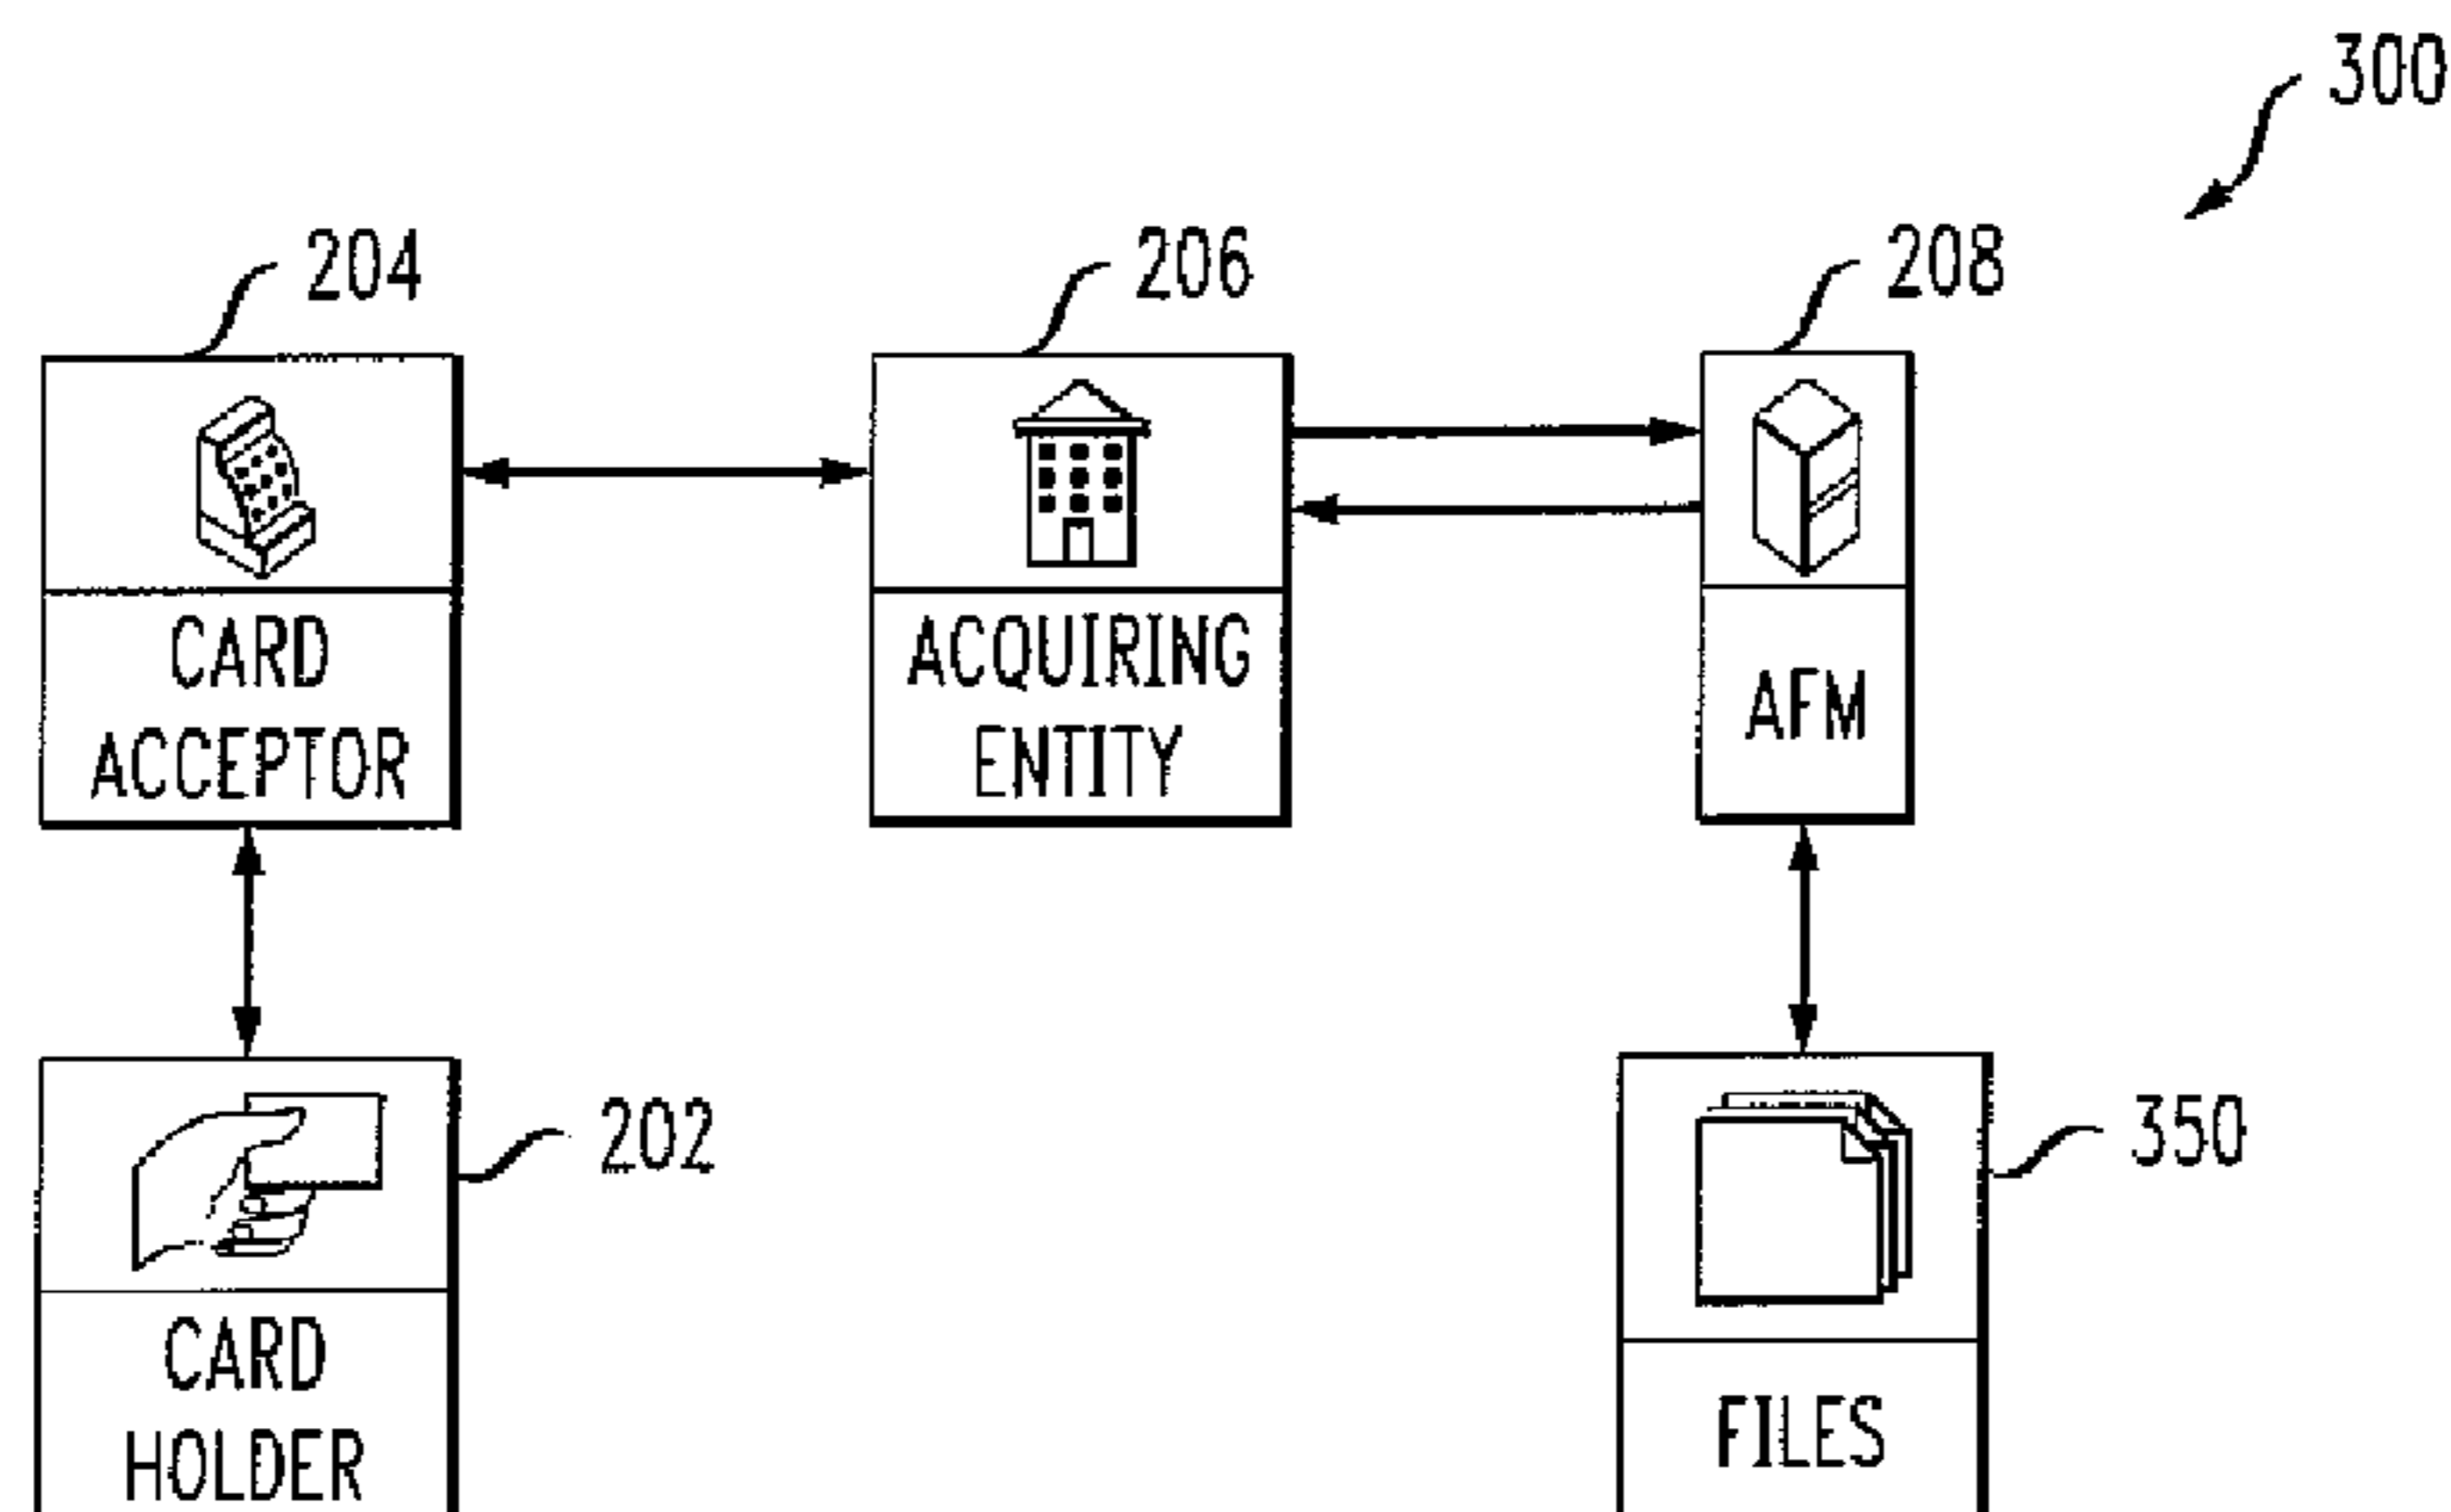 300
204
206
208
CARD
ACCEPTOR
ACQUIRING
ENTITY
AFM
202
350
CARD
HOLDER
FILES